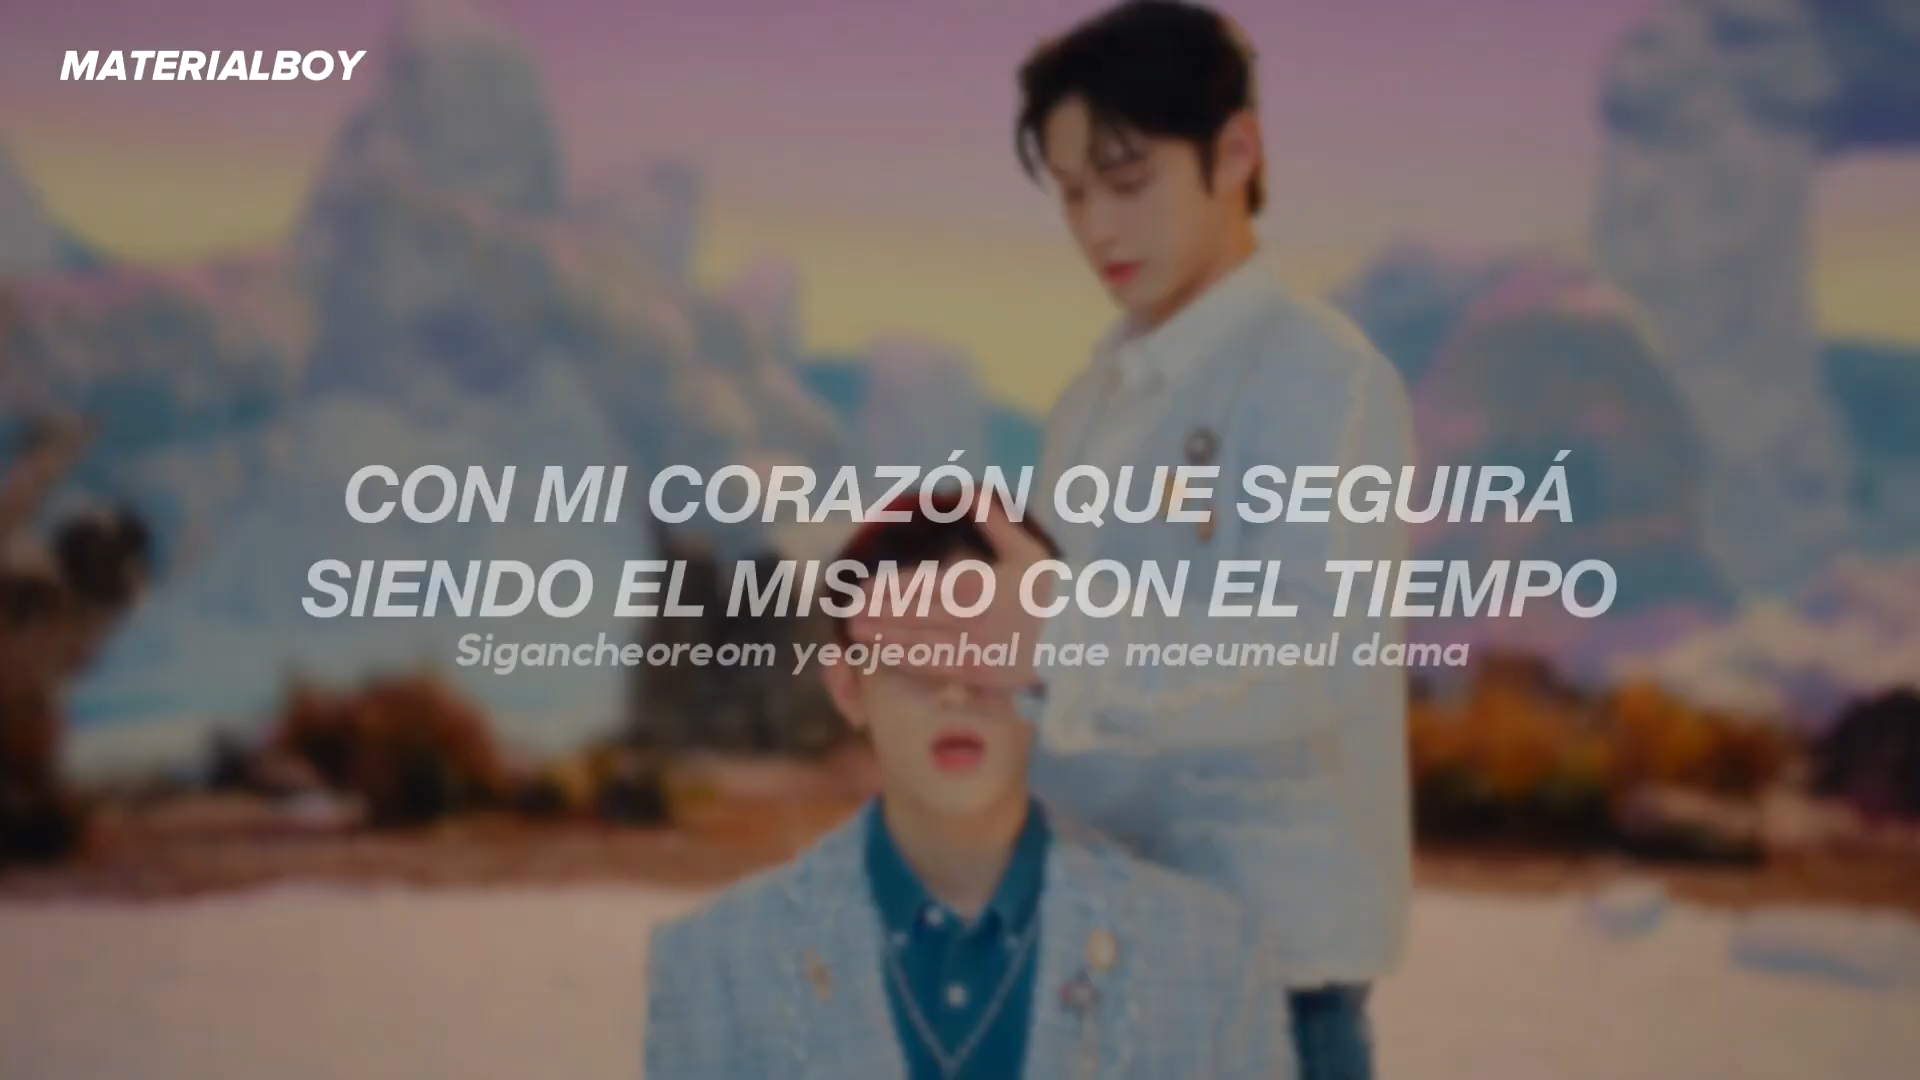 MATERIALBOY
CON MI CORAZÓN QUE SEGUIRÁ
SIENDO EL MISMO CON EL TIEMPO
Sigancheoreom yeojeonhal nae maeumeul dama